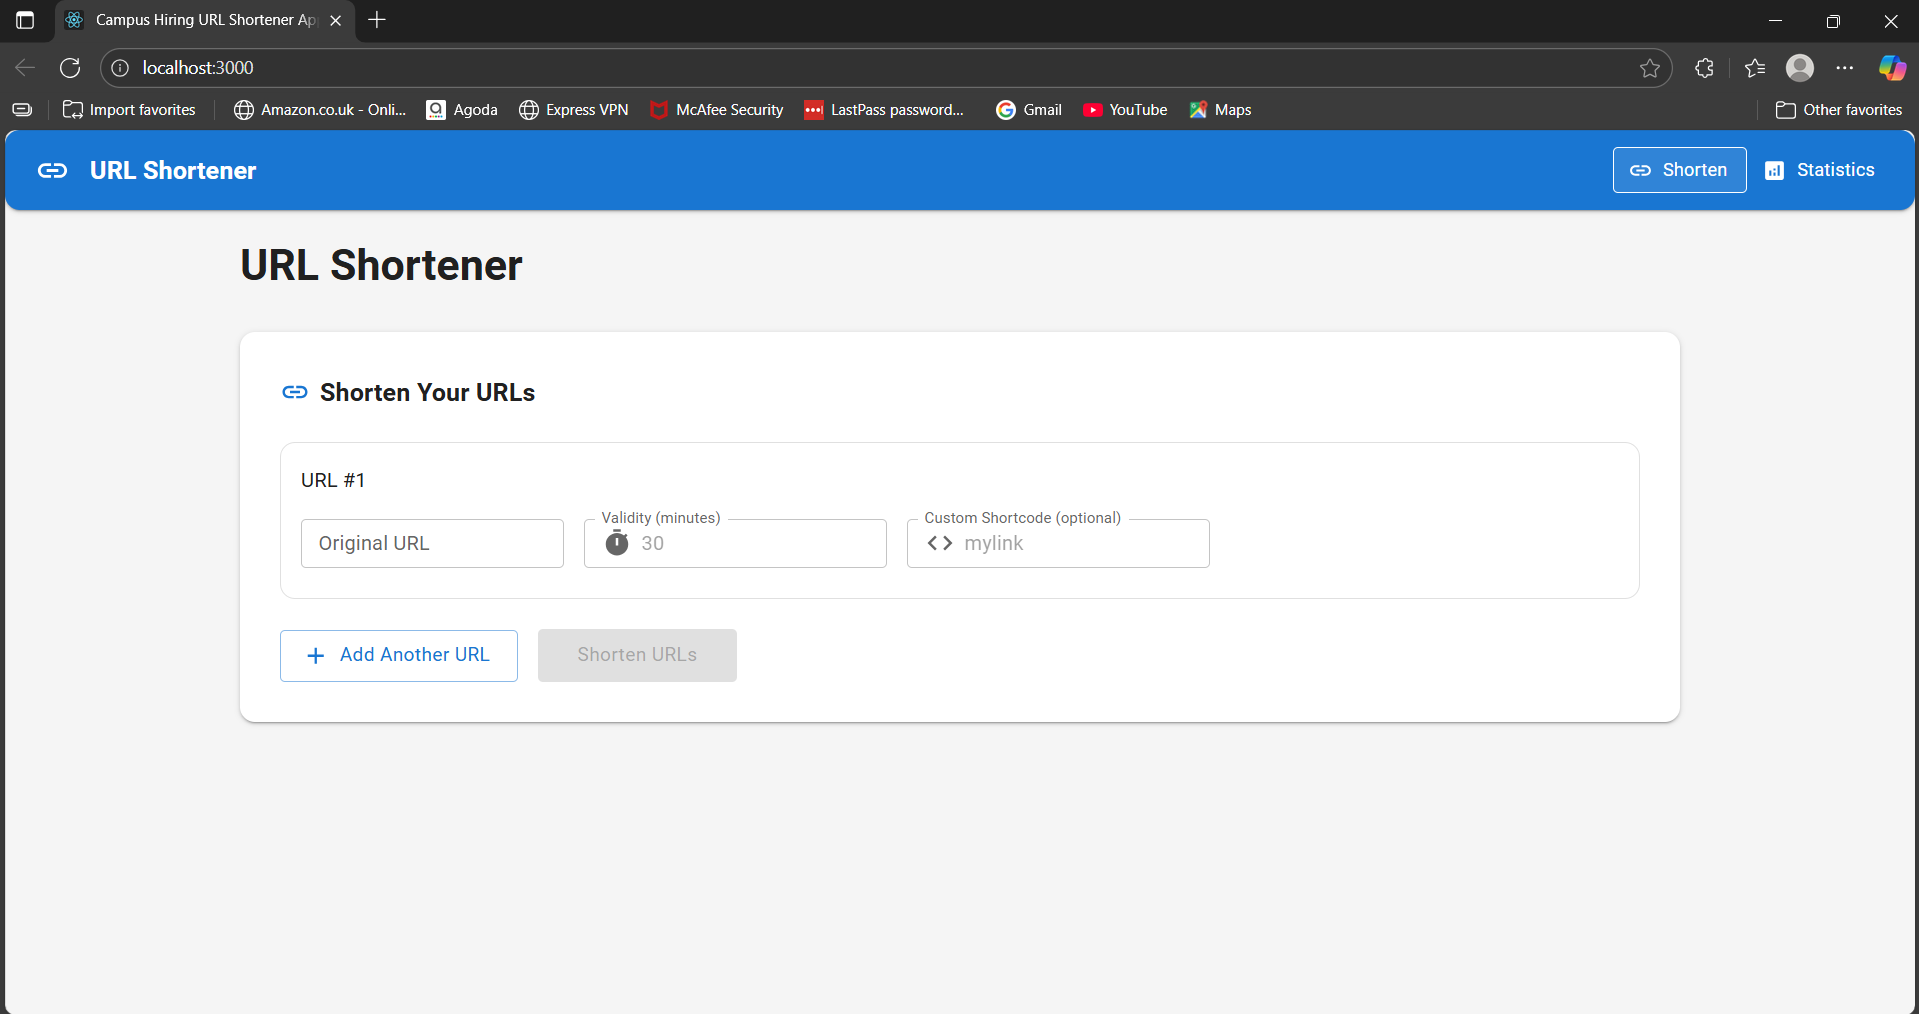 Campus Hiring URL Shortener Ap
localhost:3000
Import favorites
Amazon.co.uk - Onli...
Agoda
Express VPN
McAfee Security
LastPass password...
Gmail
YouTube
Maps
Other favorites
URL Shortener
Shorten
Statistics
URL Shortener
Shorten Your URLs
URL #1
Original URL
Validity (minutes)
30
Custom Shortcode (optional)
mylink
Add Another URL
Shorten URLs